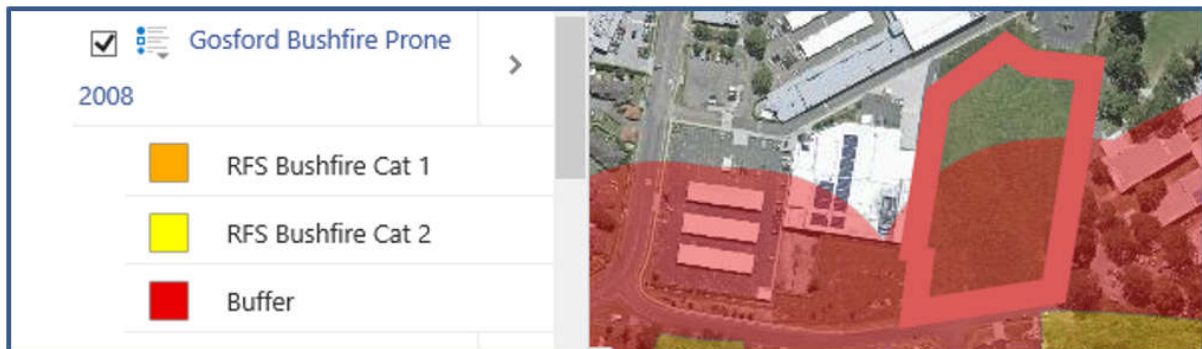 Gosford Bushfire Prone
2008
RFS Bushfire Cat 1
RFS Bushfire Cat 2
Buffer